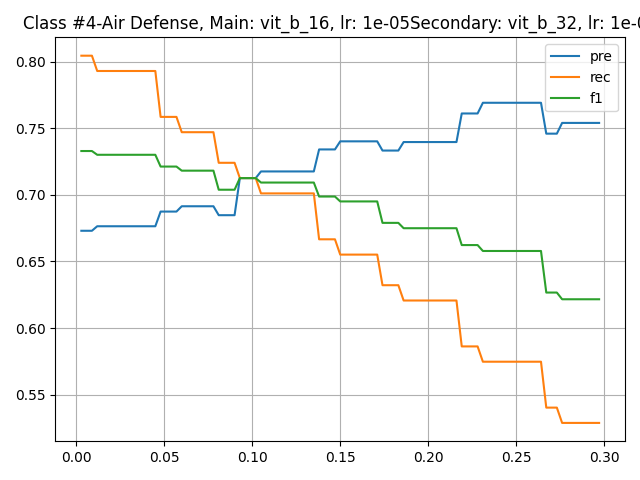 Class #4-Air Defense, Main: vit_b_16, lr: 1e-05Secondary: vit_b_32, lr: 1e-0
pre
rec
f1
0.80
0.75
0.70
0.65
0.60
0.55
0.00 0.05 0.10 0.15 0.20 0.25 0.30